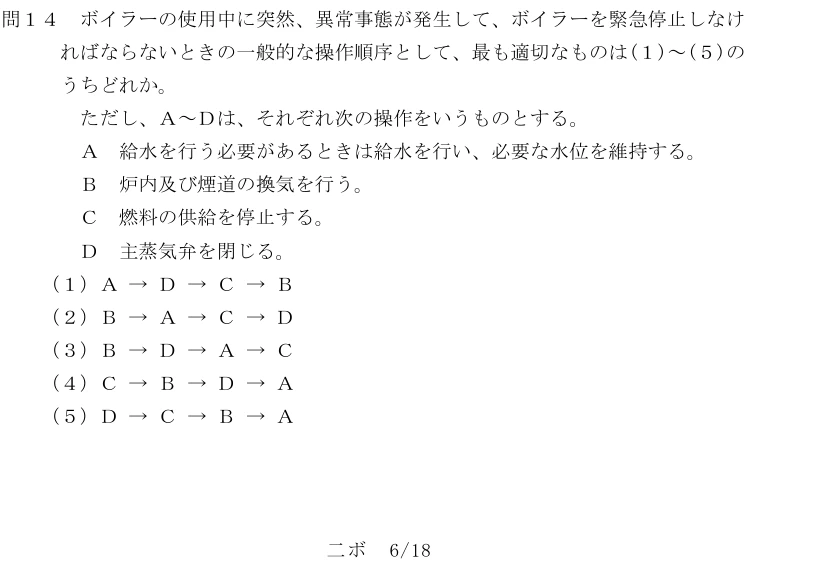 問１４　ボイラーの使用中に突然、異常事態が発生して、ボイラーを緊急停止しなけ
ればならないときの一般的な操作順序として、最も適切なものは(１)～(５)の
うちどれか。
ただし、Ａ～Ｄは、それぞれ次の操作をいうものとする。
Ａ　給水を行う必要があるときは給水を行い、必要な水位を維持する。
Ｂ　炉内及び煙道の換気を行う。
Ｃ　燃料の供給を停止する。
Ｄ　主蒸気弁を閉じる。
(１) Ａ → Ｄ → Ｃ → Ｂ
(２) Ｂ → Ａ → Ｃ → Ｄ
(３) Ｂ → Ｄ → Ａ → Ｃ
(４) Ｃ → Ｂ → Ｄ → Ａ
(５) Ｄ → Ｃ → Ｂ → Ａ
二ボ　6/18